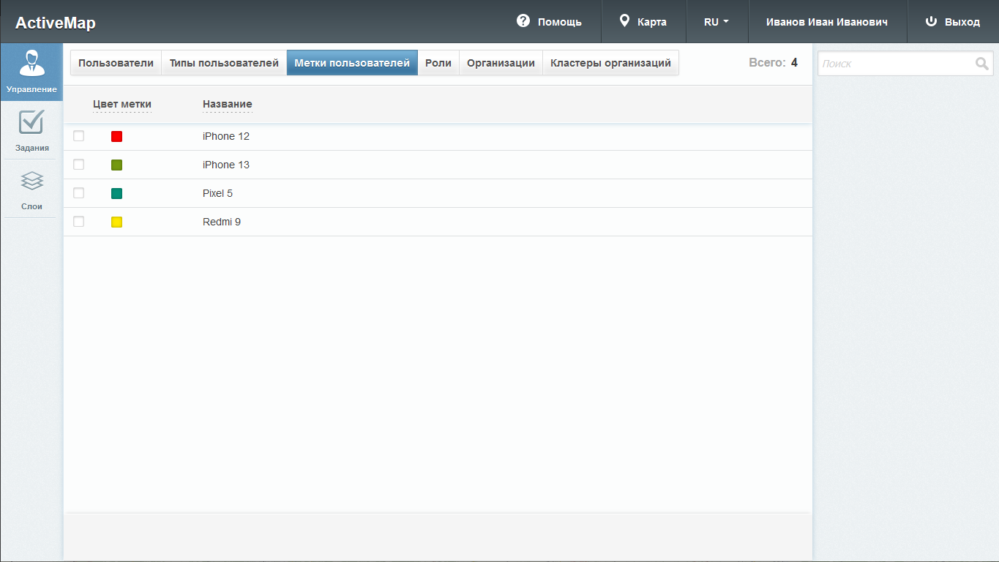 ActiveMap
Помощь
Карта
RU
Иванов Иван Иванович
Выход
Управление
Задания
Слои
Пользователи
Типы пользователей
Метки пользователей
Роли
Организации
Кластеры организаций
Всего: 4
Поиск
Цвет метки
Название
iPhone 12
iPhone 13
Pixel 5
Redmi 9